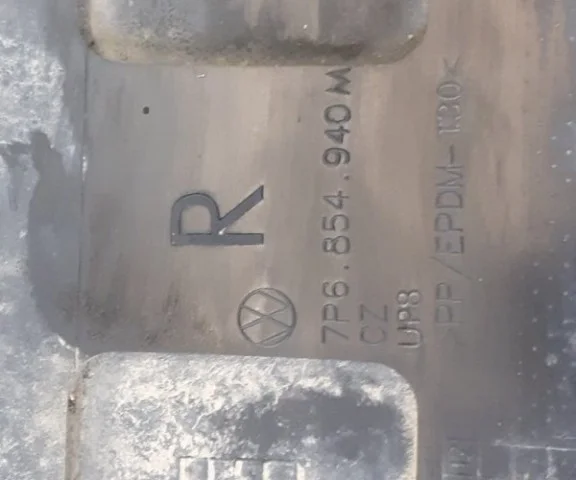 R
7P6.854.940 M
CZ
UP8
>PP/EPDM-T30<